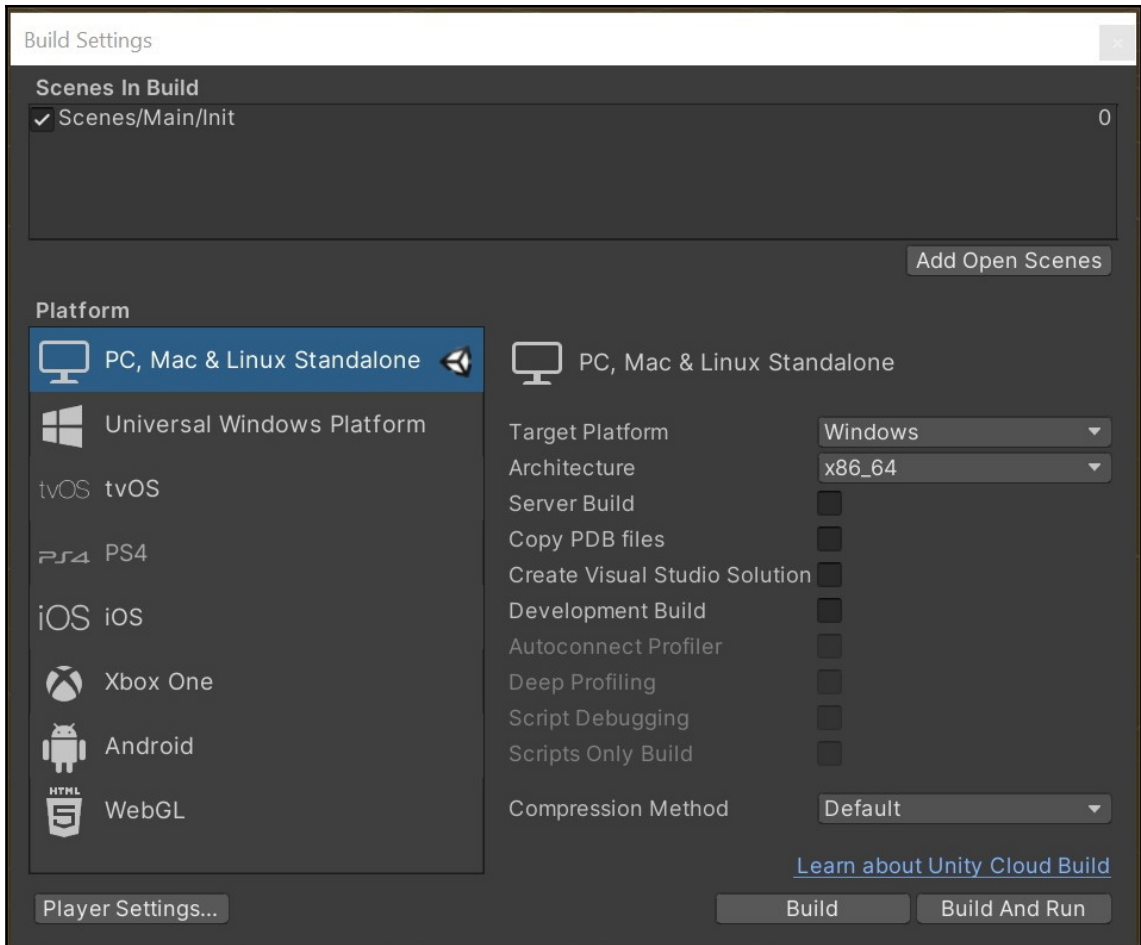 Build Settings
x
Scenes In Build
Scenes/Main/Init 0
Add Open Scenes
Platform
PC, Mac & Linux Standalone
Universal Windows Platform
tvOS tvOS
PS4 PS4
iOS iOS
Xbox One
Android
HTML
5
WebGL
PC, Mac & Linux Standalone
Target Platform Windows
Architecture x86_64
Server Build
Copy PDB files
Create Visual Studio Solution
Development Build
Autoconnect Profiler
Deep Profiling
Script Debugging
Scripts Only Build
Compression Method Default
Learn about Unity Cloud Build
Player Settings... Build Build And Run